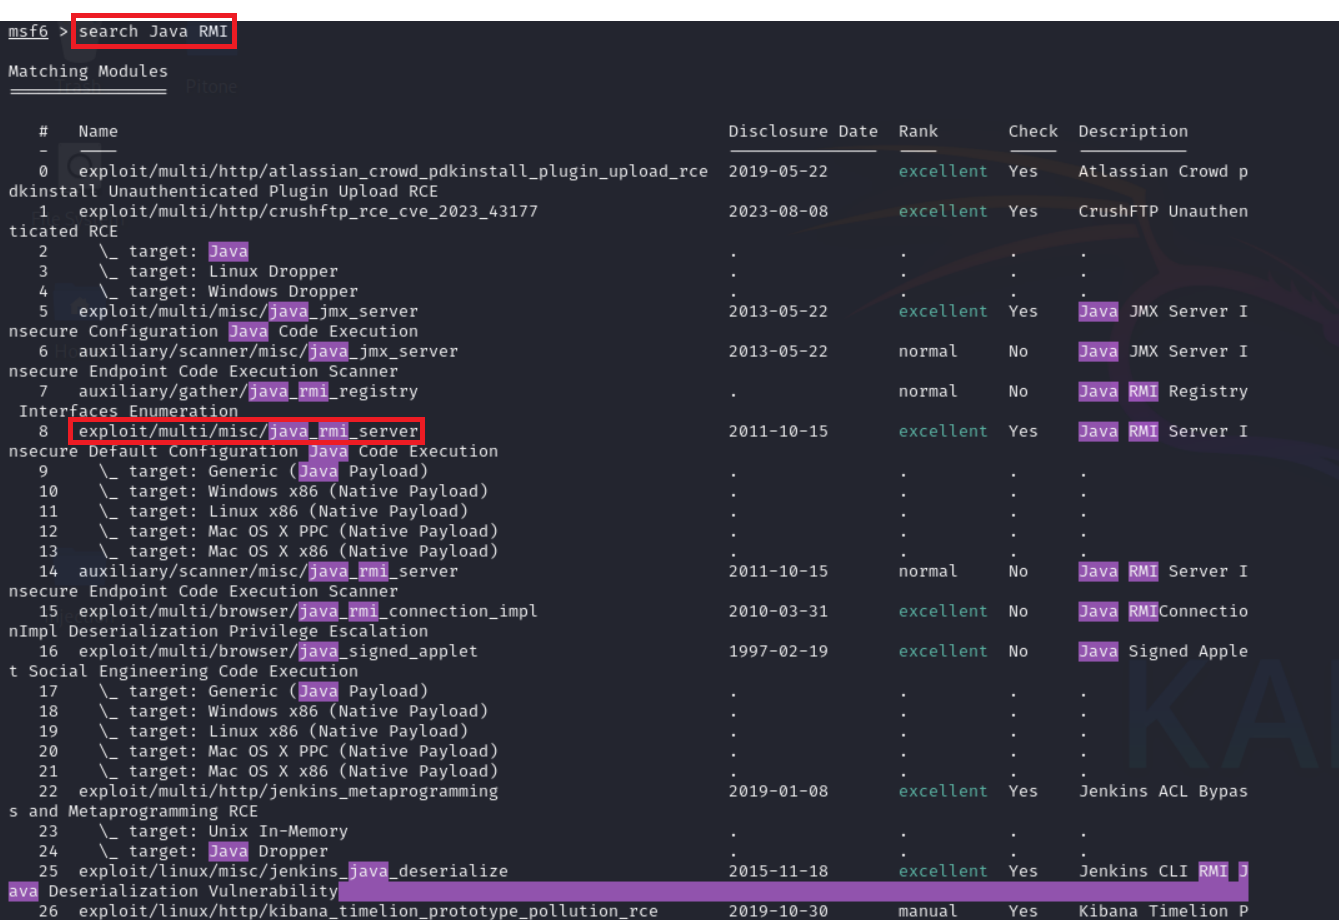 msf6 > search Java RMI
Matching Modules
================
Trash Pitone
# Name Disclosure Date Rank Check Description
- ---- --------------- ---- ----- -----------
0 exploit/multi/http/atlassian_crowd_pdkinstall_plugin_upload_rce 2019-05-22 excellent Yes Atlassian Crowd p
dkinstall Unauthenticated Plugin Upload RCE
1 exploit/multi/http/crushftp_rce_cve_2023_43177 2023-08-08 excellent Yes CrushFTP Unauthen
ticated RCE
2 \_ target: Java . . . .
3 \_ target: Linux Dropper . . . .
4 \_ target: Windows Dropper . . . .
5 exploit/multi/misc/java_jmx_server 2013-05-22 excellent Yes Java JMX Server I
nsecure Configuration Java Code Execution
6 auxiliary/scanner/misc/java_jmx_server 2013-05-22 normal No Java JMX Server I
nsecure Endpoint Code Execution Scanner
7 auxiliary/gather/java_rmi_registry . normal No Java RMI Registry
Interfaces Enumeration
8 exploit/multi/misc/java_rmi_server 2011-10-15 excellent Yes Java RMI Server I
nsecure Default Configuration Java Code Execution
9 \_ target: Generic (Java Payload) . . . .
10 \_ target: Windows x86 (Native Payload) . . . .
11 \_ target: Linux x86 (Native Payload) . . . .
12 \_ target: Mac OS X PPC (Native Payload) . . . .
13 \_ target: Mac OS X x86 (Native Payload) . . . .
14 auxiliary/scanner/misc/java_rmi_server 2011-10-15 normal No Java RMI Server I
nsecure Endpoint Code Execution Scanner
15 exploit/multi/browser/java_rmi_connection_impl 2010-03-31 excellent No Java RMIConnectio
nImpl Deserialization Privilege Escalation
16 exploit/multi/browser/java_signed_applet 1997-02-19 excellent No Java Signed Apple
t Social Engineering Code Execution
17 \_ target: Generic (Java Payload) . . . .
18 \_ target: Windows x86 (Native Payload) . . . .
19 \_ target: Linux x86 (Native Payload) . . . .
20 \_ target: Mac OS X PPC (Native Payload) . . . .
21 \_ target: Mac OS X x86 (Native Payload) . . . .
22 exploit/multi/http/jenkins_metaprogramming 2019-01-08 excellent Yes Jenkins ACL Bypas
s and Metaprogramming RCE
23 \_ target: Unix In-Memory . . . .
24 \_ target: Java Dropper . . . .
25 exploit/linux/misc/jenkins_java_deserialize 2015-11-18 excellent Yes Jenkins CLI RMI J
ava Deserialization Vulnerability
26 exploit/linux/http/kibana_timelion_prototype_pollution_rce 2019-10-30 manual Yes Kibana Timelion P